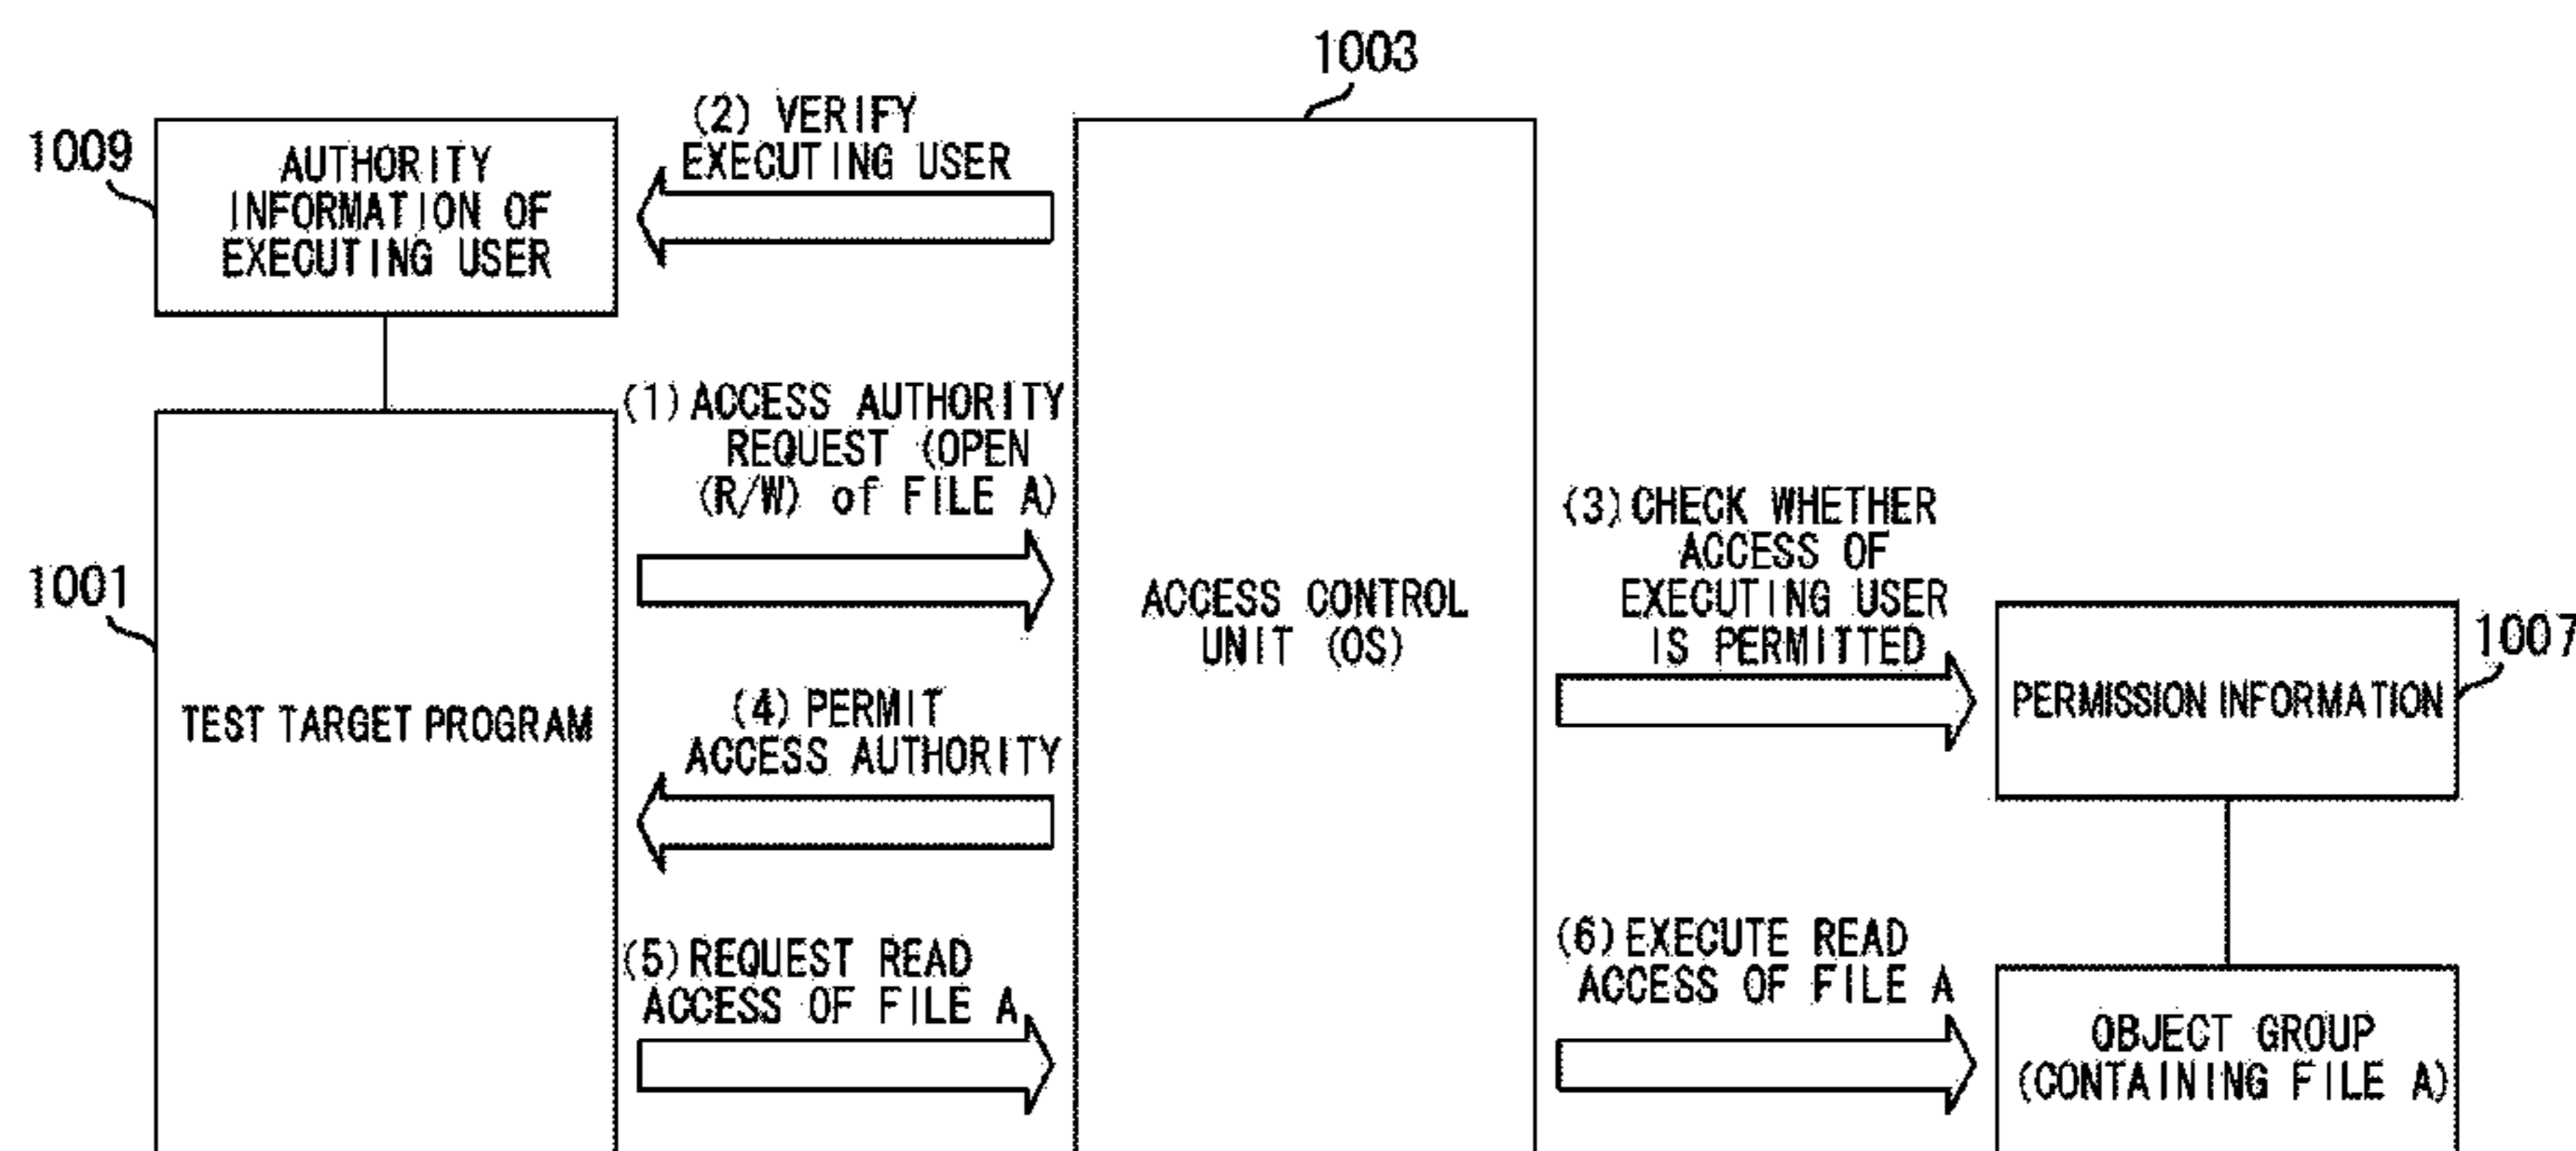 1003
1009
AUTHORITY
INFORMATION OF
EXECUTING USER
(2) VERIFY
EXECUTING USER
(1) ACCESS AUTHORITY
REQUEST (OPEN
(R/W) of FILE A)
1001
TEST TARGET PROGRAM
ACCESS CONTROL
UNIT (OS)
(3) CHECK WHETHER
ACCESS OF
EXECUTING USER
IS PERMITTED
1007
PERMISSION INFORMATION
(4) PERMIT
ACCESS AUTHORITY
(5) REQUEST READ
ACCESS OF FILE A
(6) EXECUTE READ
ACCESS OF FILE A
OBJECT GROUP
(CONTAINING FILE A)